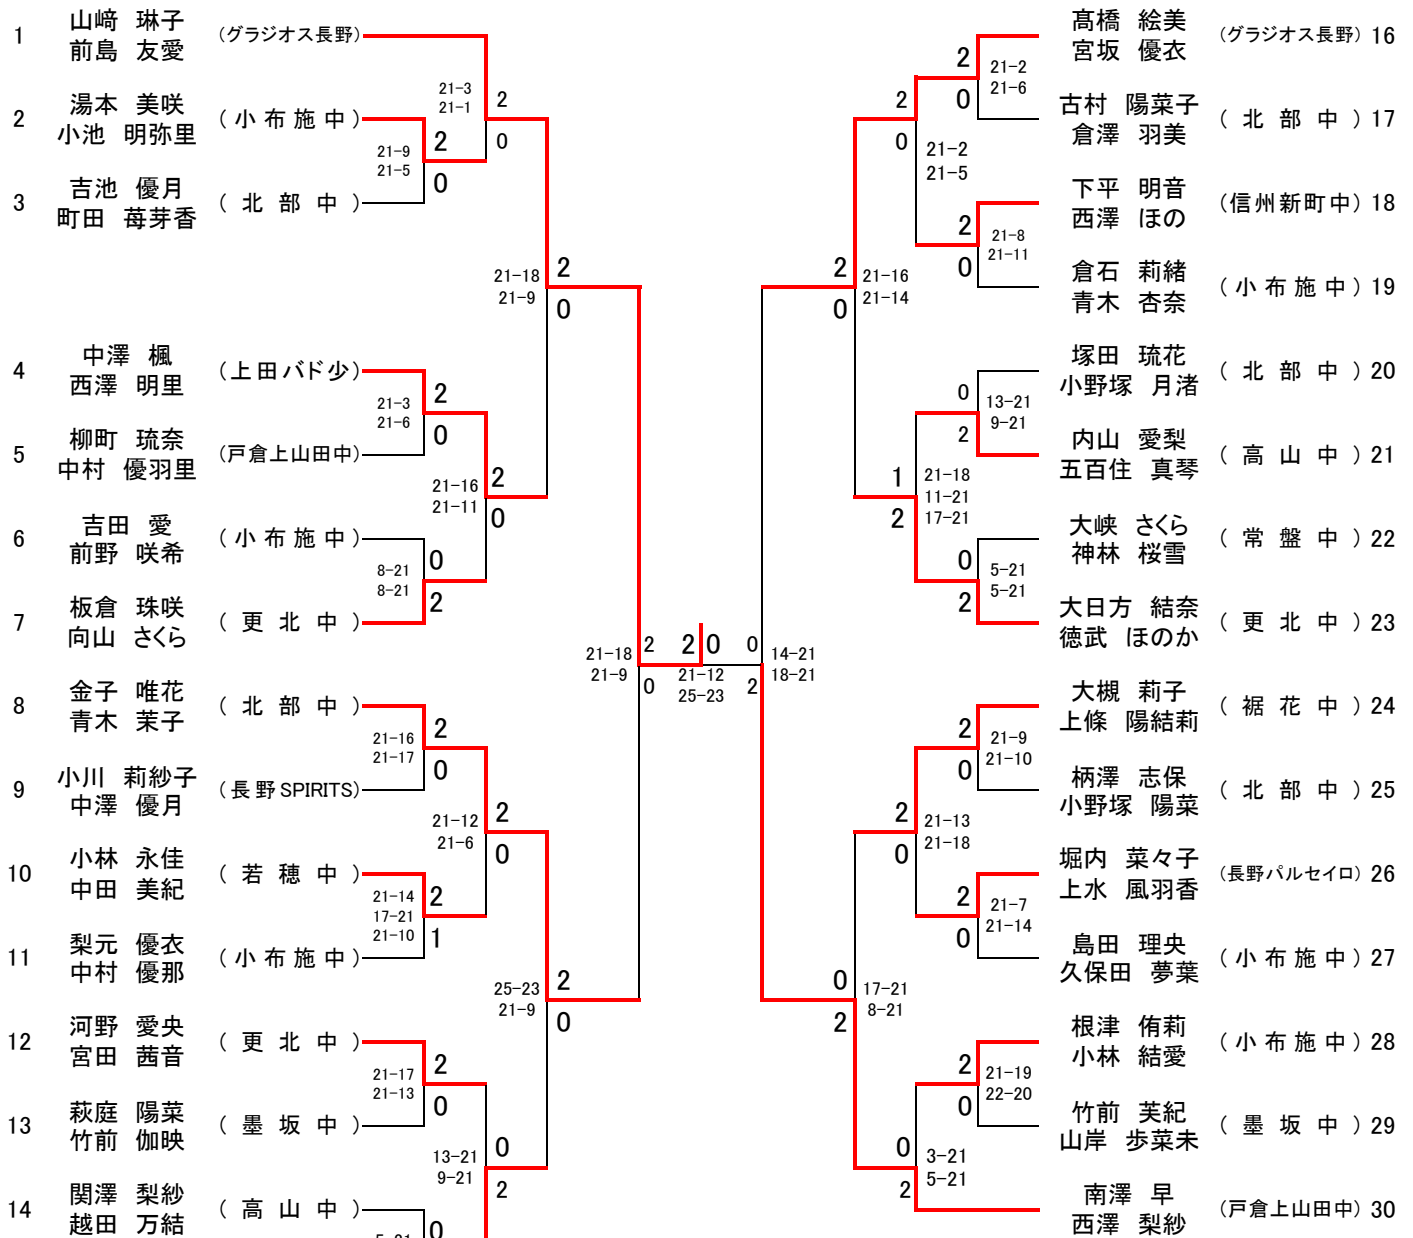 1 山﨑 琳子 (グラジオス長野)
前島 友愛
21-3
21-1
2
0
2 湯本 美咲 (小布施中)
小池 明弥里
21-9
21-5
2
0
3 吉池 優月 (北部中)
町田 苺芽香
21-18
21-9
2
0
4 中澤 楓 (上田バド少)
西澤 明里
21-3
21-6
2
0
5 柳町 琉奈 (戸倉上山田中)
中村 優羽里
21-16
21-11
2
0
6 吉田 愛 (小布施中)
前野 咲希
8-21
8-21
0
2
7 板倉 珠咲 (更北中)
向山 さくら
21-18
21-9
2
0
8 金子 唯花 (北部中)
青木 茉子
21-16
21-17
2
0
9 小川 莉紗子 (長野SPIRITS)
中澤 優月
21-12
21-6
2
0
10 小林 永佳 (若穂中)
中田 美紀
21-14
17-21
21-10
2
1
11 梨元 優衣 (小布施中)
中村 優那
25-23
21-9
2
0
12 河野 愛央 (更北中)
宮田 茜音
21-17
21-13
2
0
13 萩庭 陽菜 (墨坂中)
竹前 伽映
13-21
9-21
0
2
14 関澤 梨紗 (高山中)
越田 万結
0
2 0
21-12
25-23
髙橋 絵美 (グラジオス長野) 16
宮坂 優衣
2
0
21-2
21-6
古村 陽菜子 (北部中) 17
倉澤 羽美
2
0
21-2
21-5
下平 明音 (信州新町中) 18
西澤 ほの
2
0
21-8
21-11
倉石 莉緒 (小布施中) 19
青木 杏奈
2
0
21-16
21-14
塚田 琉花 (北部中) 20
小野塚 月渚
0
2
13-21
9-21
内山 愛梨 (高山中) 21
五百住 真琴
1
2
21-18
11-21
17-21
大峡 さくら (常盤中) 22
神林 桜雪
0
2
5-21
5-21
大日方 結奈 (更北中) 23
徳武 ほのか
0
2
14-21
18-21
大槻 莉子 (裾花中) 24
上條 陽結莉
2
0
21-9
21-10
柄澤 志保 (北部中) 25
小野塚 陽菜
2
0
21-13
21-18
堀内 菜々子 (長野パルセイロ) 26
上水 風羽香
2
0
21-7
21-14
島田 理央 (小布施中) 27
久保田 夢葉
0
2
17-21
8-21
根津 侑莉 (小布施中) 28
小林 結愛
2
0
21-19
22-20
竹前 芙紀 (墨坂中) 29
山岸 歩菜未
0
2
3-21
5-21
南澤 早 (戸倉上山田中) 30
西澤 梨紗